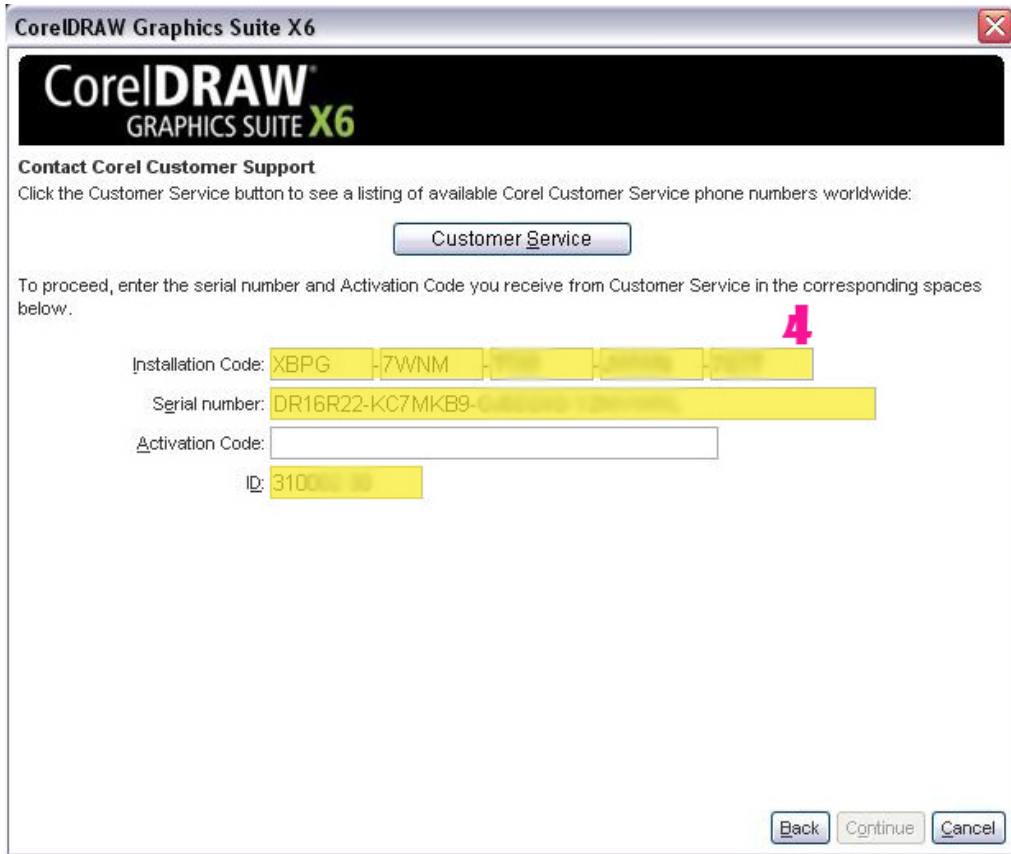 CorelDRAW Graphics Suite X6
CorelDRAW®
GRAPHICS SUITE X6
Contact Corel Customer Support
Click the Customer Service button to see a listing of available Corel Customer Service phone numbers worldwide:
Customer Service
To proceed, enter the serial number and Activation Code you receive from Customer Service in the corresponding spaces
below.
4
Installation Code: XBPG -7WNM - - -
Serial number: DR16R22-KC7MKB9-
Activation Code:
ID: 310
Back Continue Cancel